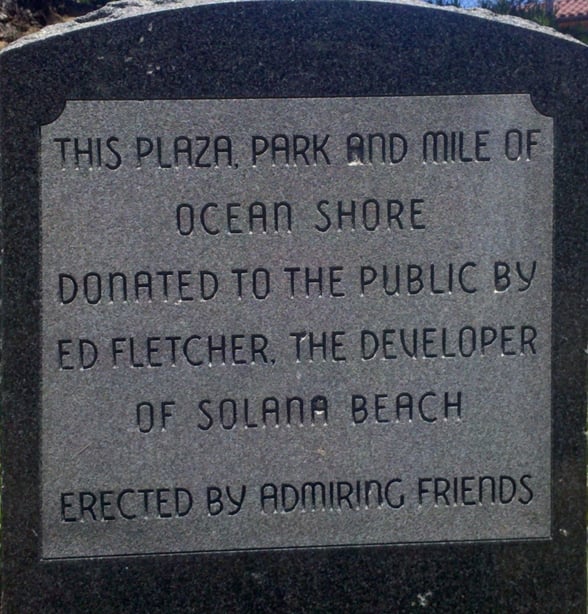 THIS PLAZA, PARK AND MILE OF
OCEAN SHORE
DONATED TO THE PUBLIC BY
ED FLETCHER, THE DEVELOPER
OF SOLANA BEACH
ERECTED BY ADMIRING FRIENDS